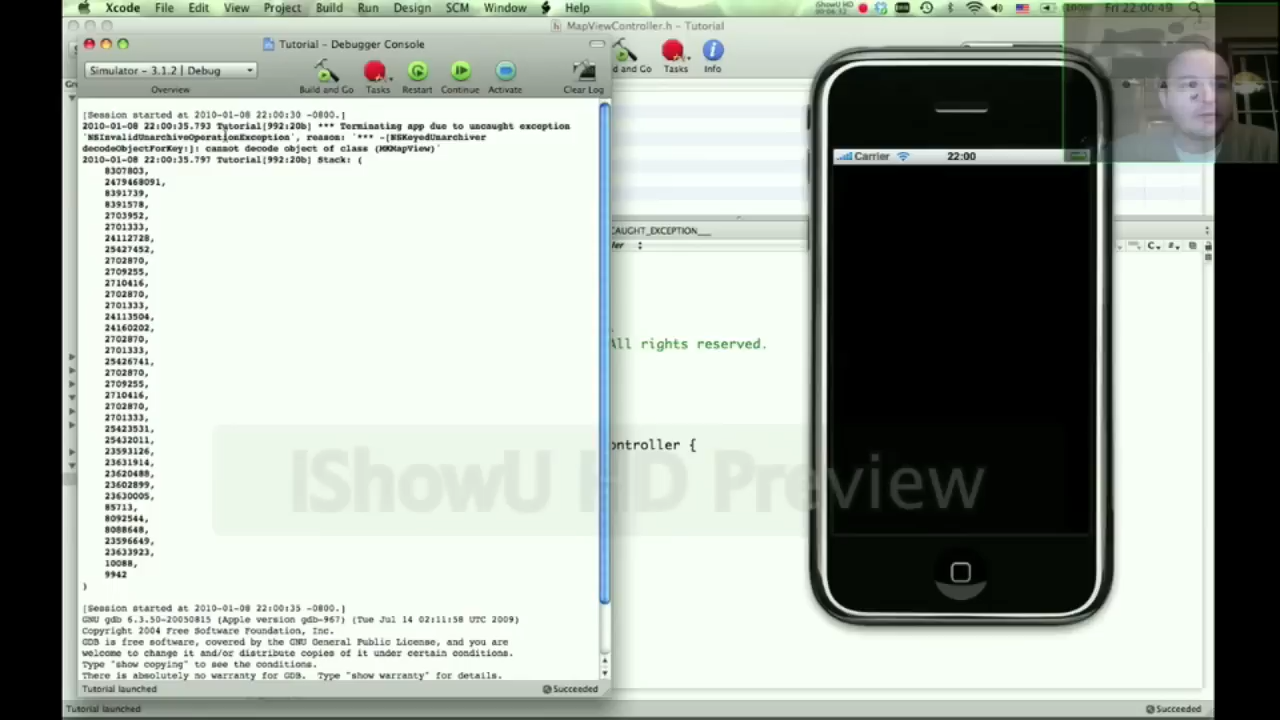 Xcode File Edit View Project Build Run Design SCM Window Help
IShowU HD
Fri 22:00:49
MapViewController.h - Tutorial
Tutorial - Debugger Console
Simulator - 3.1.2 | Debug
Overview
Build and Go
Tasks
Restart
Continue
Activate
Clear Log
d and Go
Tasks
Info
[Session started at 2010-01-08 22:00:30 -0800.]
2010-01-08 22:00:35.793 Tutorial[992:20b] *** Terminating app due to uncaught exception
'NSInvalidUnarchiveOperationException', reason: '*** -[NSKeyedUnarchiver
decodeObjectForKey:]: cannot decode object of class (MKMapView)'
2010-01-08 22:00:35.797 Tutorial[992:20b] Stack: (
8307803,
2479468091,
8391739,
8391578,
2703952,
2701333,
24112728,
25427452,
2702870,
2709255,
2710416,
2702870,
2701333,
24113504,
24160202,
2702870,
2701333,
25426741,
2702870,
2709255,
2710416,
2702870,
2701333,
25423531,
25432011,
23593126,
23631914,
23620488,
23602899,
23630005,
85713,
8092544,
8088648,
23596649,
23633923,
10088,
9942
)
[Session started at 2010-01-08 22:00:35 -0800.]
GNU gdb 6.3.50-20050815 (Apple version gdb-967) (Tue Jul 14 02:11:58 UTC 2009)
Copyright 2004 Free Software Foundation, Inc.
GDB is free software, covered by the GNU General Public License, and you are
welcome to change it and/or distribute copies of it under certain conditions.
Type "show copying" to see the conditions.
There is absolutely no warranty for GDB.  Type "show warranty" for details.
Tutorial launched
Succeeded
CAUGHT_EXCEPTION___
ller
All rights reserved.
ontroller {
IShowU HD Preview
Carrier
22:00
Tutorial launched
Succeeded